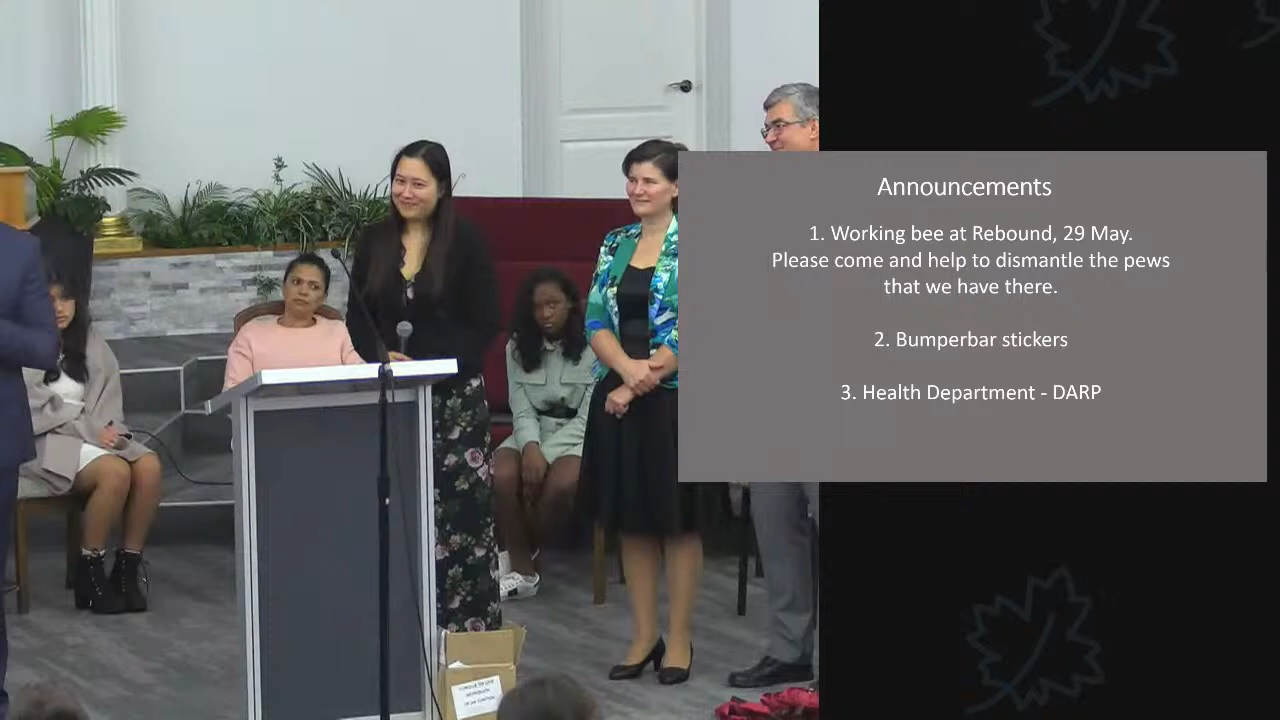 Announcements
1. Working bee at Rebound, 29 May.
Please come and help to dismantle the pews
that we have there.
2. Bumperbar stickers
3. Health Department - DARP